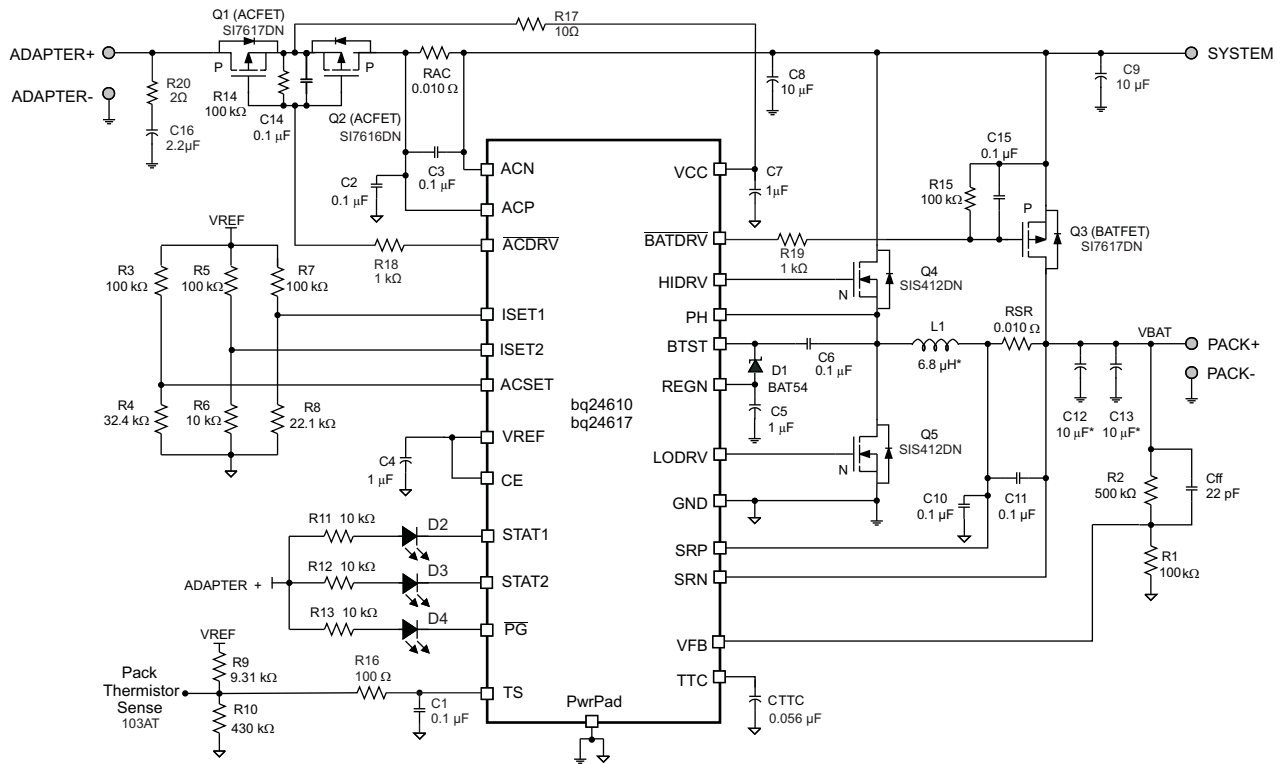 Q1 (ACFET)
SI7617DN
R17
10Ω
ADAPTER+
P
P
RAC
0.010 Ω
SYSTEM
ADAPTER-
R20
2Ω
R14
100 kΩ
C14
0.1 µF
Q2 (ACFET)
SI7616DN
C8
10 µF
C9
10 µF
C16
2.2µF
C15
0.1 µF
C3
0.1 µF
C2
0.1 µF
ACN
VCC
C7
1µF
R15
100 kΩ
P
ACP
Q3 (BATFET)
SI7617DN
VREF
ACDRV
BATDRV
R18
1 kΩ
R19
1 kΩ
R3
100 kΩ
R5
100 kΩ
R7
100 kΩ
HIDRV
N
Q4
SIS412DN
ISET1
PH
L1
6.8 µH*
RSR
0.010 Ω
VBAT
PACK+
ISET2
BTST
C6
0.1 µF
D1
BAT54
PACK-
ACSET
REGN
R4
32.4 kΩ
R6
10 kΩ
R8
22.1 kΩ
bq24610
bq24617
C5
1 µF
C12
10 µF*
C13
10 µF*
VREF
Q5
SIS412DN
C4
1 µF
LODRV
N
CE
R2
500 kΩ
Cff
22 pF
GND
C10
0.1 µF
C11
0.1 µF
R11 10 kΩ
D2
STAT1
SRP
R12 10 kΩ
D3
STAT2
SRN
R1
100kΩ
ADAPTER +
R13 10 kΩ
D4
PG
VREF
VFB
R9
9.31 kΩ
R16
100 Ω
TTC
Pack
Thermistor
Sense
103AT
TS
R10
430 kΩ
C1
0.1 µF
PwrPad
CTTC
0.056 µF